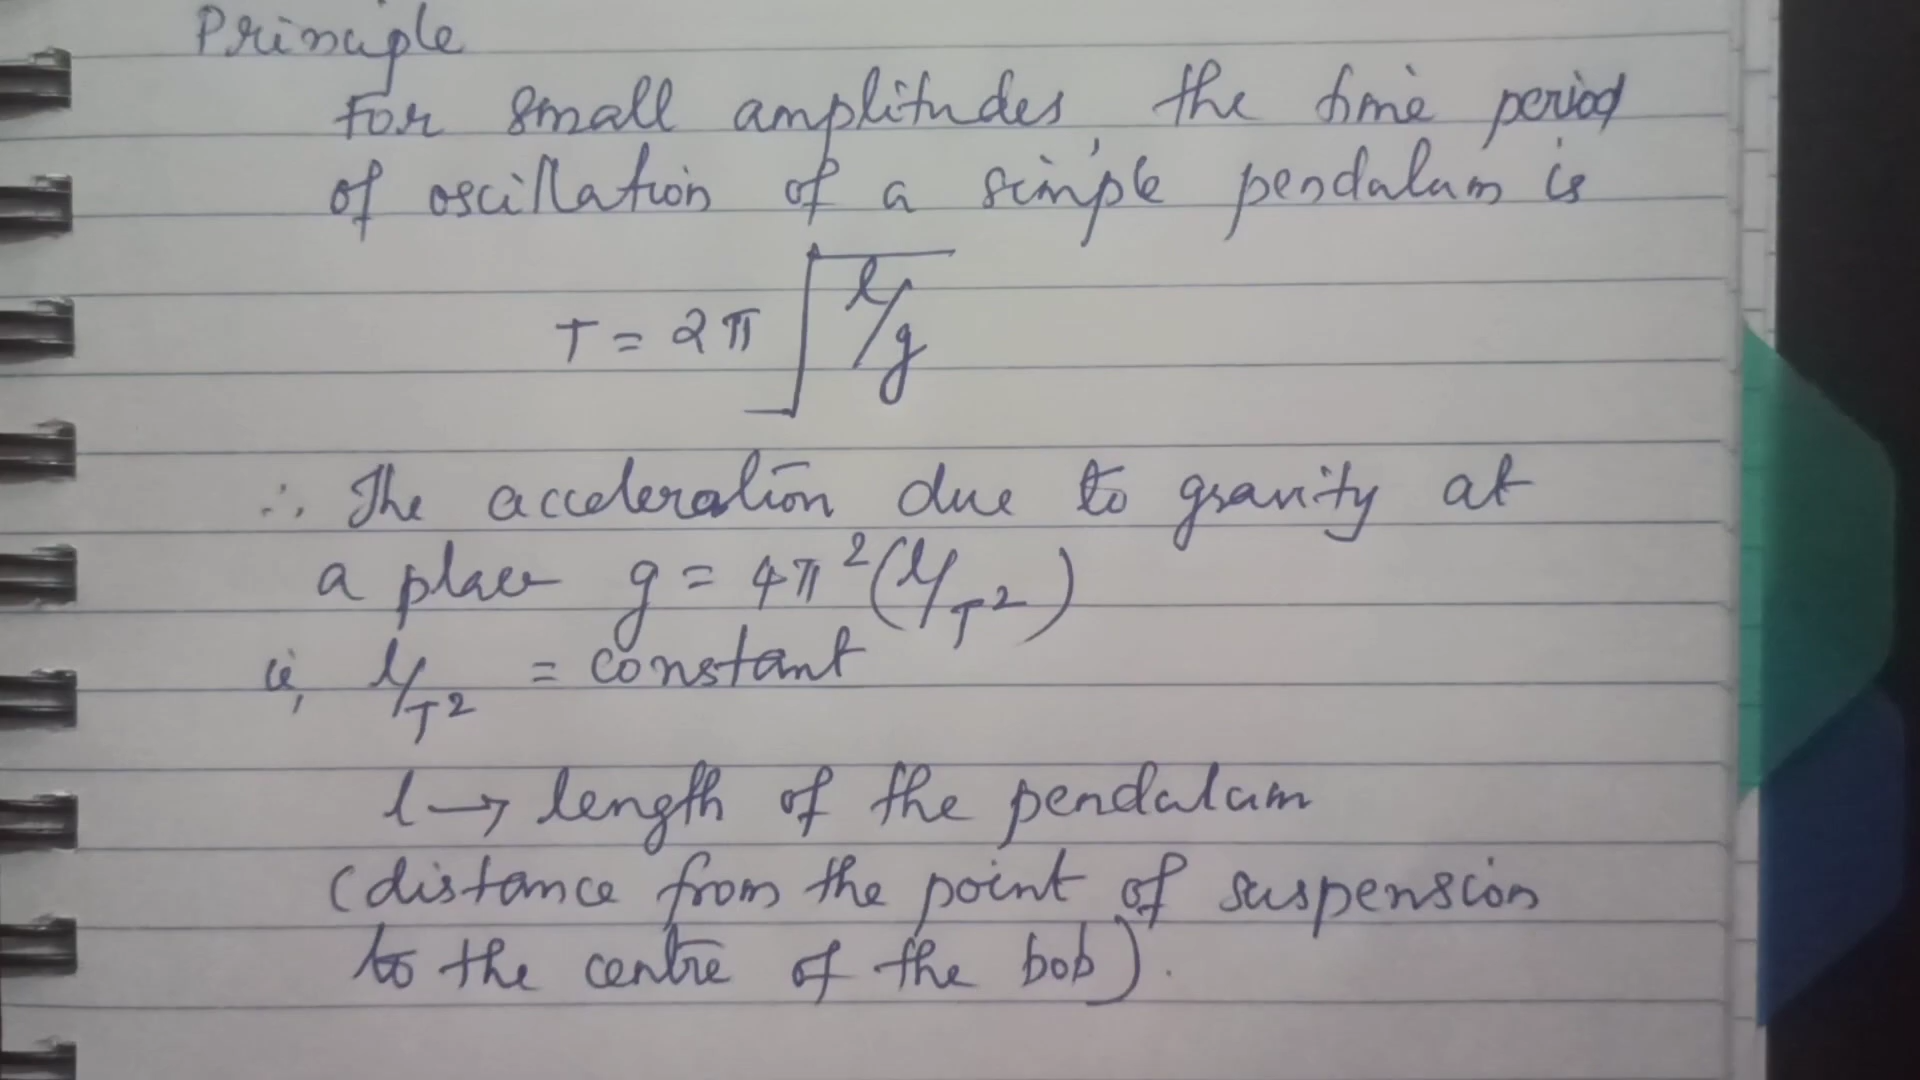 Principle
For small amplitudes, the time period
of oscillation of a simple pendalum is
T = 2π √l/g
∴ The acceleration due to gravity at
a place g = 4π²(l/T²)
ie, l/T² = constant
l → length of the pendalum
(distance from the point of suspension
to the centre of the bob).